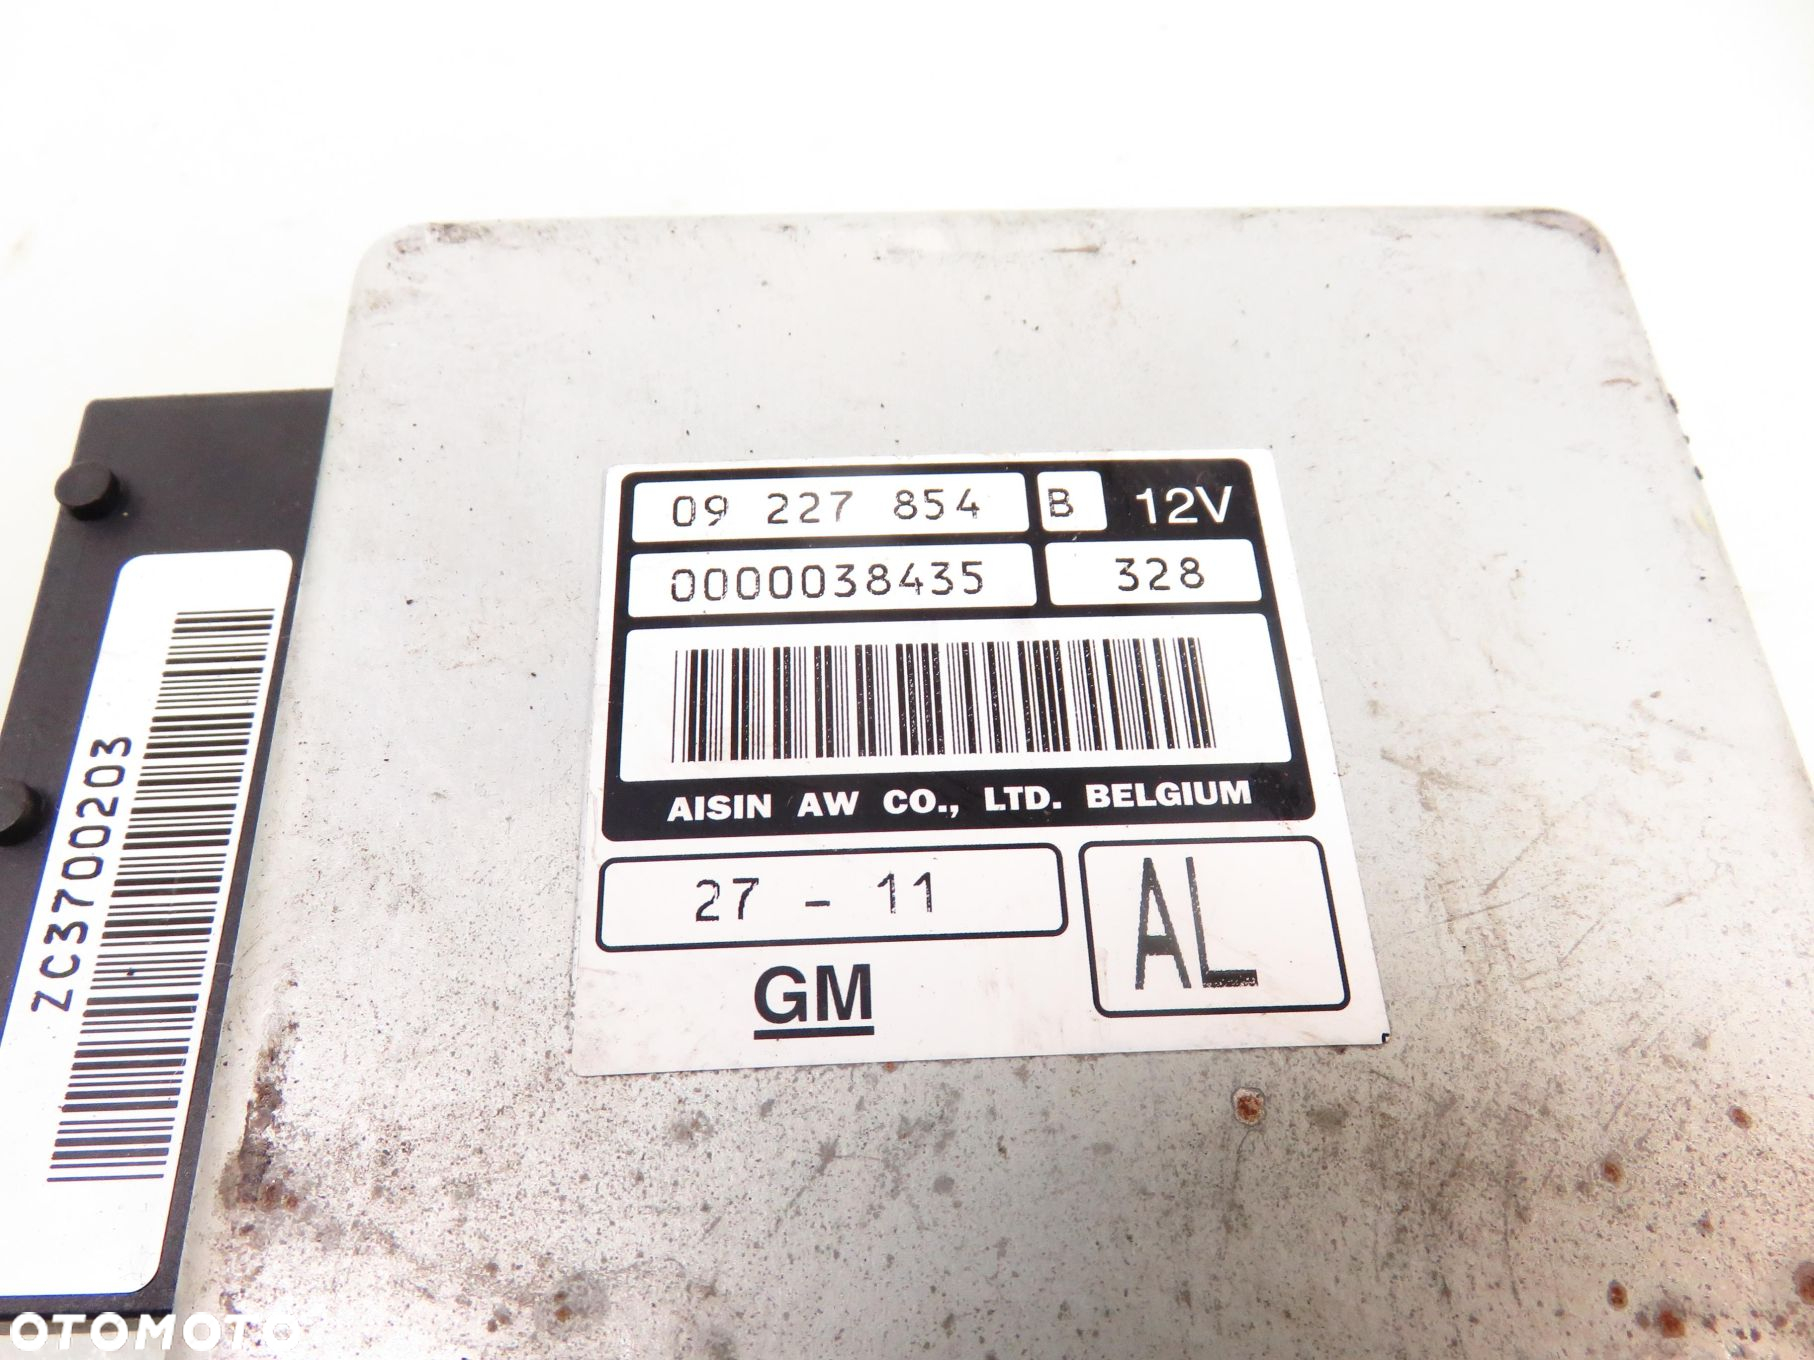 09 227 854 B 12V
0000038435 328
AISIN AW CO., LTD. BELGIUM
27 - 11 AL
GM
ZC3700203
OTOMOTO